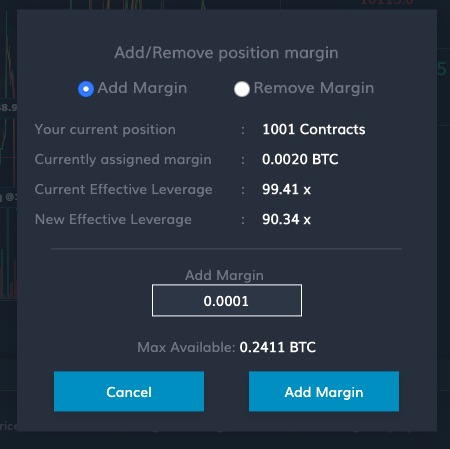 10115.0
Add/Remove position margin
Add Margin Remove Margin
Your current position : 1001 Contracts
Currently assigned margin : 0.0020 BTC
Current Effective Leverage : 99.41 x
New Effective Leverage : 90.34 x
Add Margin
0.0001
Max Available: 0.2411 BTC
Cancel Add Margin